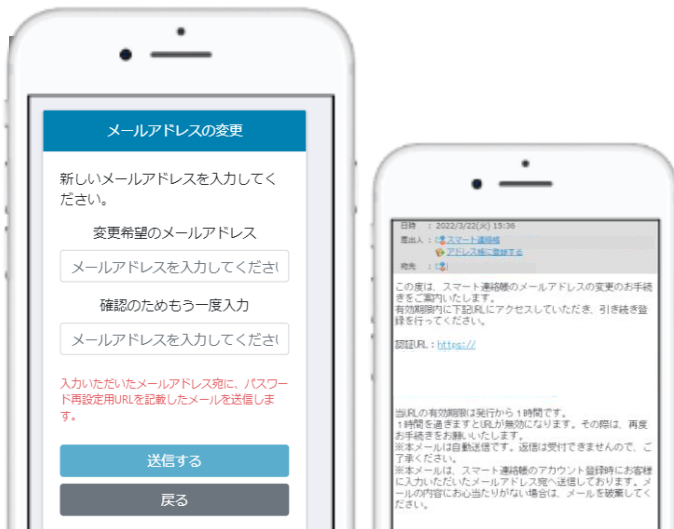 メールアドレスの変更
新しいメールアドレスを入力してく
ださい。
変更希望のメールアドレス
メールアドレスを入力してくださ
確認のためもう一度入力
メールアドレスを入力してくださ
入力いただいたメールアドレス宛に、パスワー
ド再設定用URLを記載したメールを送信しま
す。
送信する
戻る
日時 : 2022/3/22(火) 15:36
差出人 : スマート連絡帳
アドレス帳に登録する
宛先 :
この度は、スマート連絡帳のメールアドレスの変更のお手続
きをご案内いたします。
有効期限内に下記URLにアクセスしていただき、引き続き登
録を行ってください。
認証URL : https://
当URLの有効期限は発行から1時間です。
1時間を過ぎますとURLが無効になります。その際は、再度
お手続きをお願いいたします。
※本メールは自動送信です。返信は受付できませんので、ご
了承ください。
※本メールは、スマート連絡帳のアカウント登録時にお客様
に入力いただいたメールアドレス宛へ送信しております。メ
ールの内容にお心当たりがない場合は、メールを破棄してく
ださい。